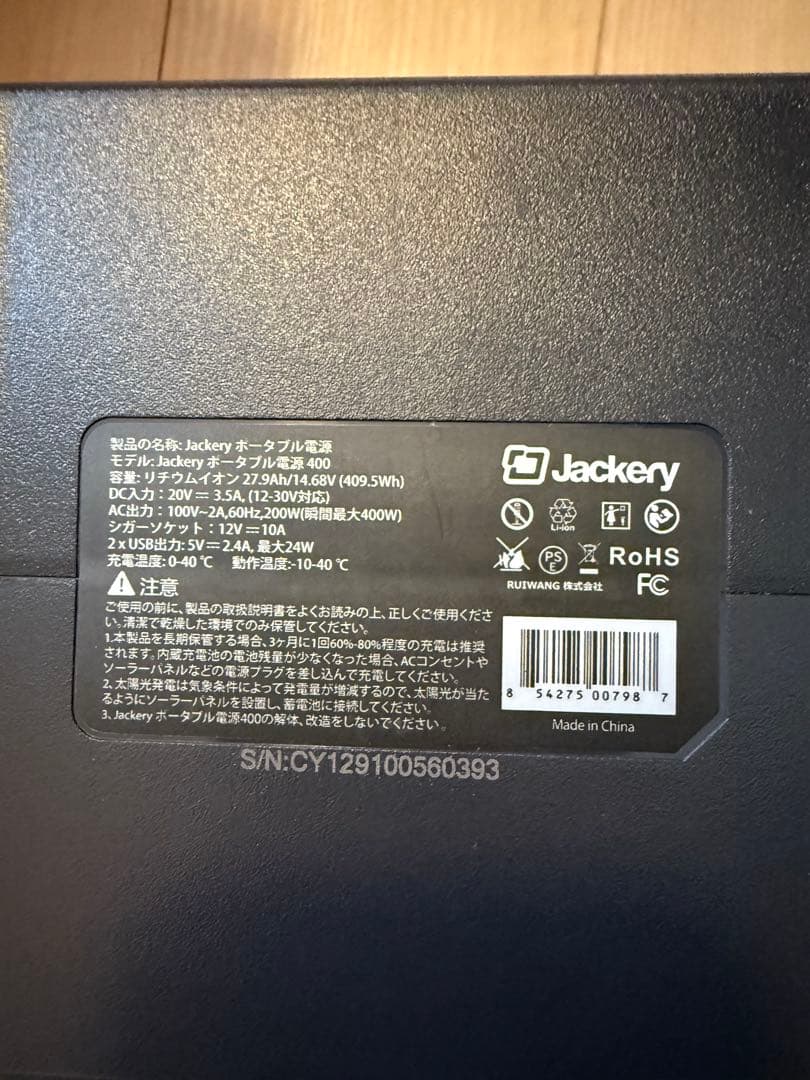 製品の名称: Jackery ポータブル電源
モデル: Jackery ポータブル電源 400
容量: リチウムイオン 27.9Ah/14.68V (409.5Wh)
DC入力：20V⎓3.5A, (12-30V対応)
AC出力：100V~2A,60Hz,200W(瞬間最大400W)
シガーソケット：12V⎓10A
2 x USB出力: 5V⎓2.4A, 最大24W
充電温度: 0-40 ℃ 動作温度:-10-40 ℃
注意
ご使用の前に、製品の取扱説明書をよくお読みの上、正しくご使用くださ
い。清潔で乾燥した環境でのみ保管してください。
1.本製品を長期保管する場合、3ヶ月に1回60%-80%程度の充電は推奨
されます。内蔵充電池の電池残量が少なくなった場合、ACコンセントや
ソーラーパネルなどの電源プラグを差し込んで充電してください。
2、太陽光発電は気象条件によって発電量が増減するので、太陽光が当た
るようにソーラーパネルを設置し、蓄電池に接続してください。
3、Jackery ポータブル電源400の解体、改造をしないでください。
Jackery
Li-ion
PS
E
RoHS
RUIWANG 株式会社
FC
8 54275 00798 7
Made in China
S/N:CY129100560393